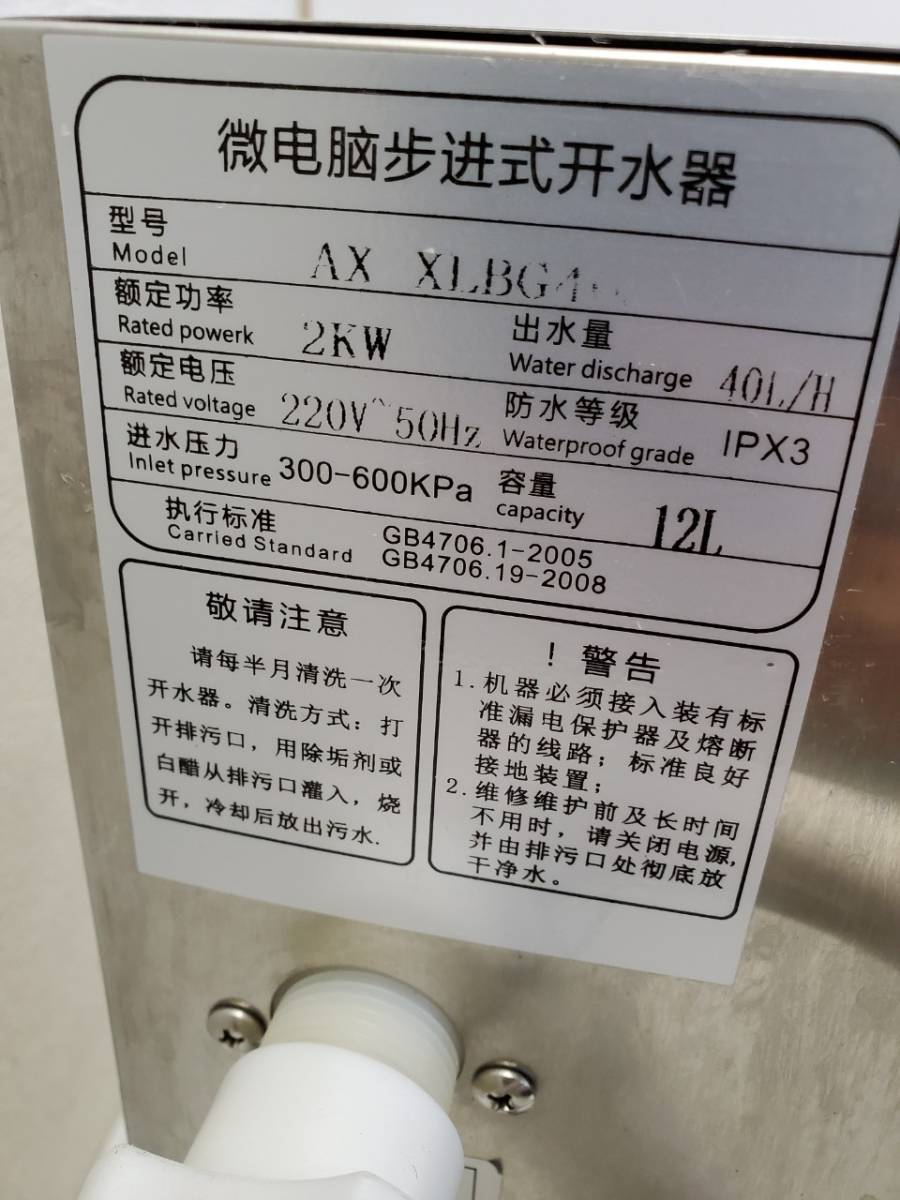 微电脑步进式开水器
型号
Model AX XLBG4
额定功率 出水量
Rated powerk 2KW Water discharge 40L/H
额定电压 防水等级
Rated voltage 220V~50Hz Waterproof grade IPX3
进水压力 容量
Inlet pressure 300-600KPa capacity 12L
执行标准 GB4706.1-2005
Carried Standard GB4706.19-2008
敬请注意
请每半月清洗一次
开水器。清洗方式：打
开排污口，用除垢剂或
白醋从排污口灌入，烧
开，冷却后放出污水.
！警告
1.机器必须接入装有标
准漏电保护器及熔断
器的线路；标准良好
接地装置；
2.维修维护前及长时间
不用时，请关闭电源,
并由排污口处彻底放
干净水。